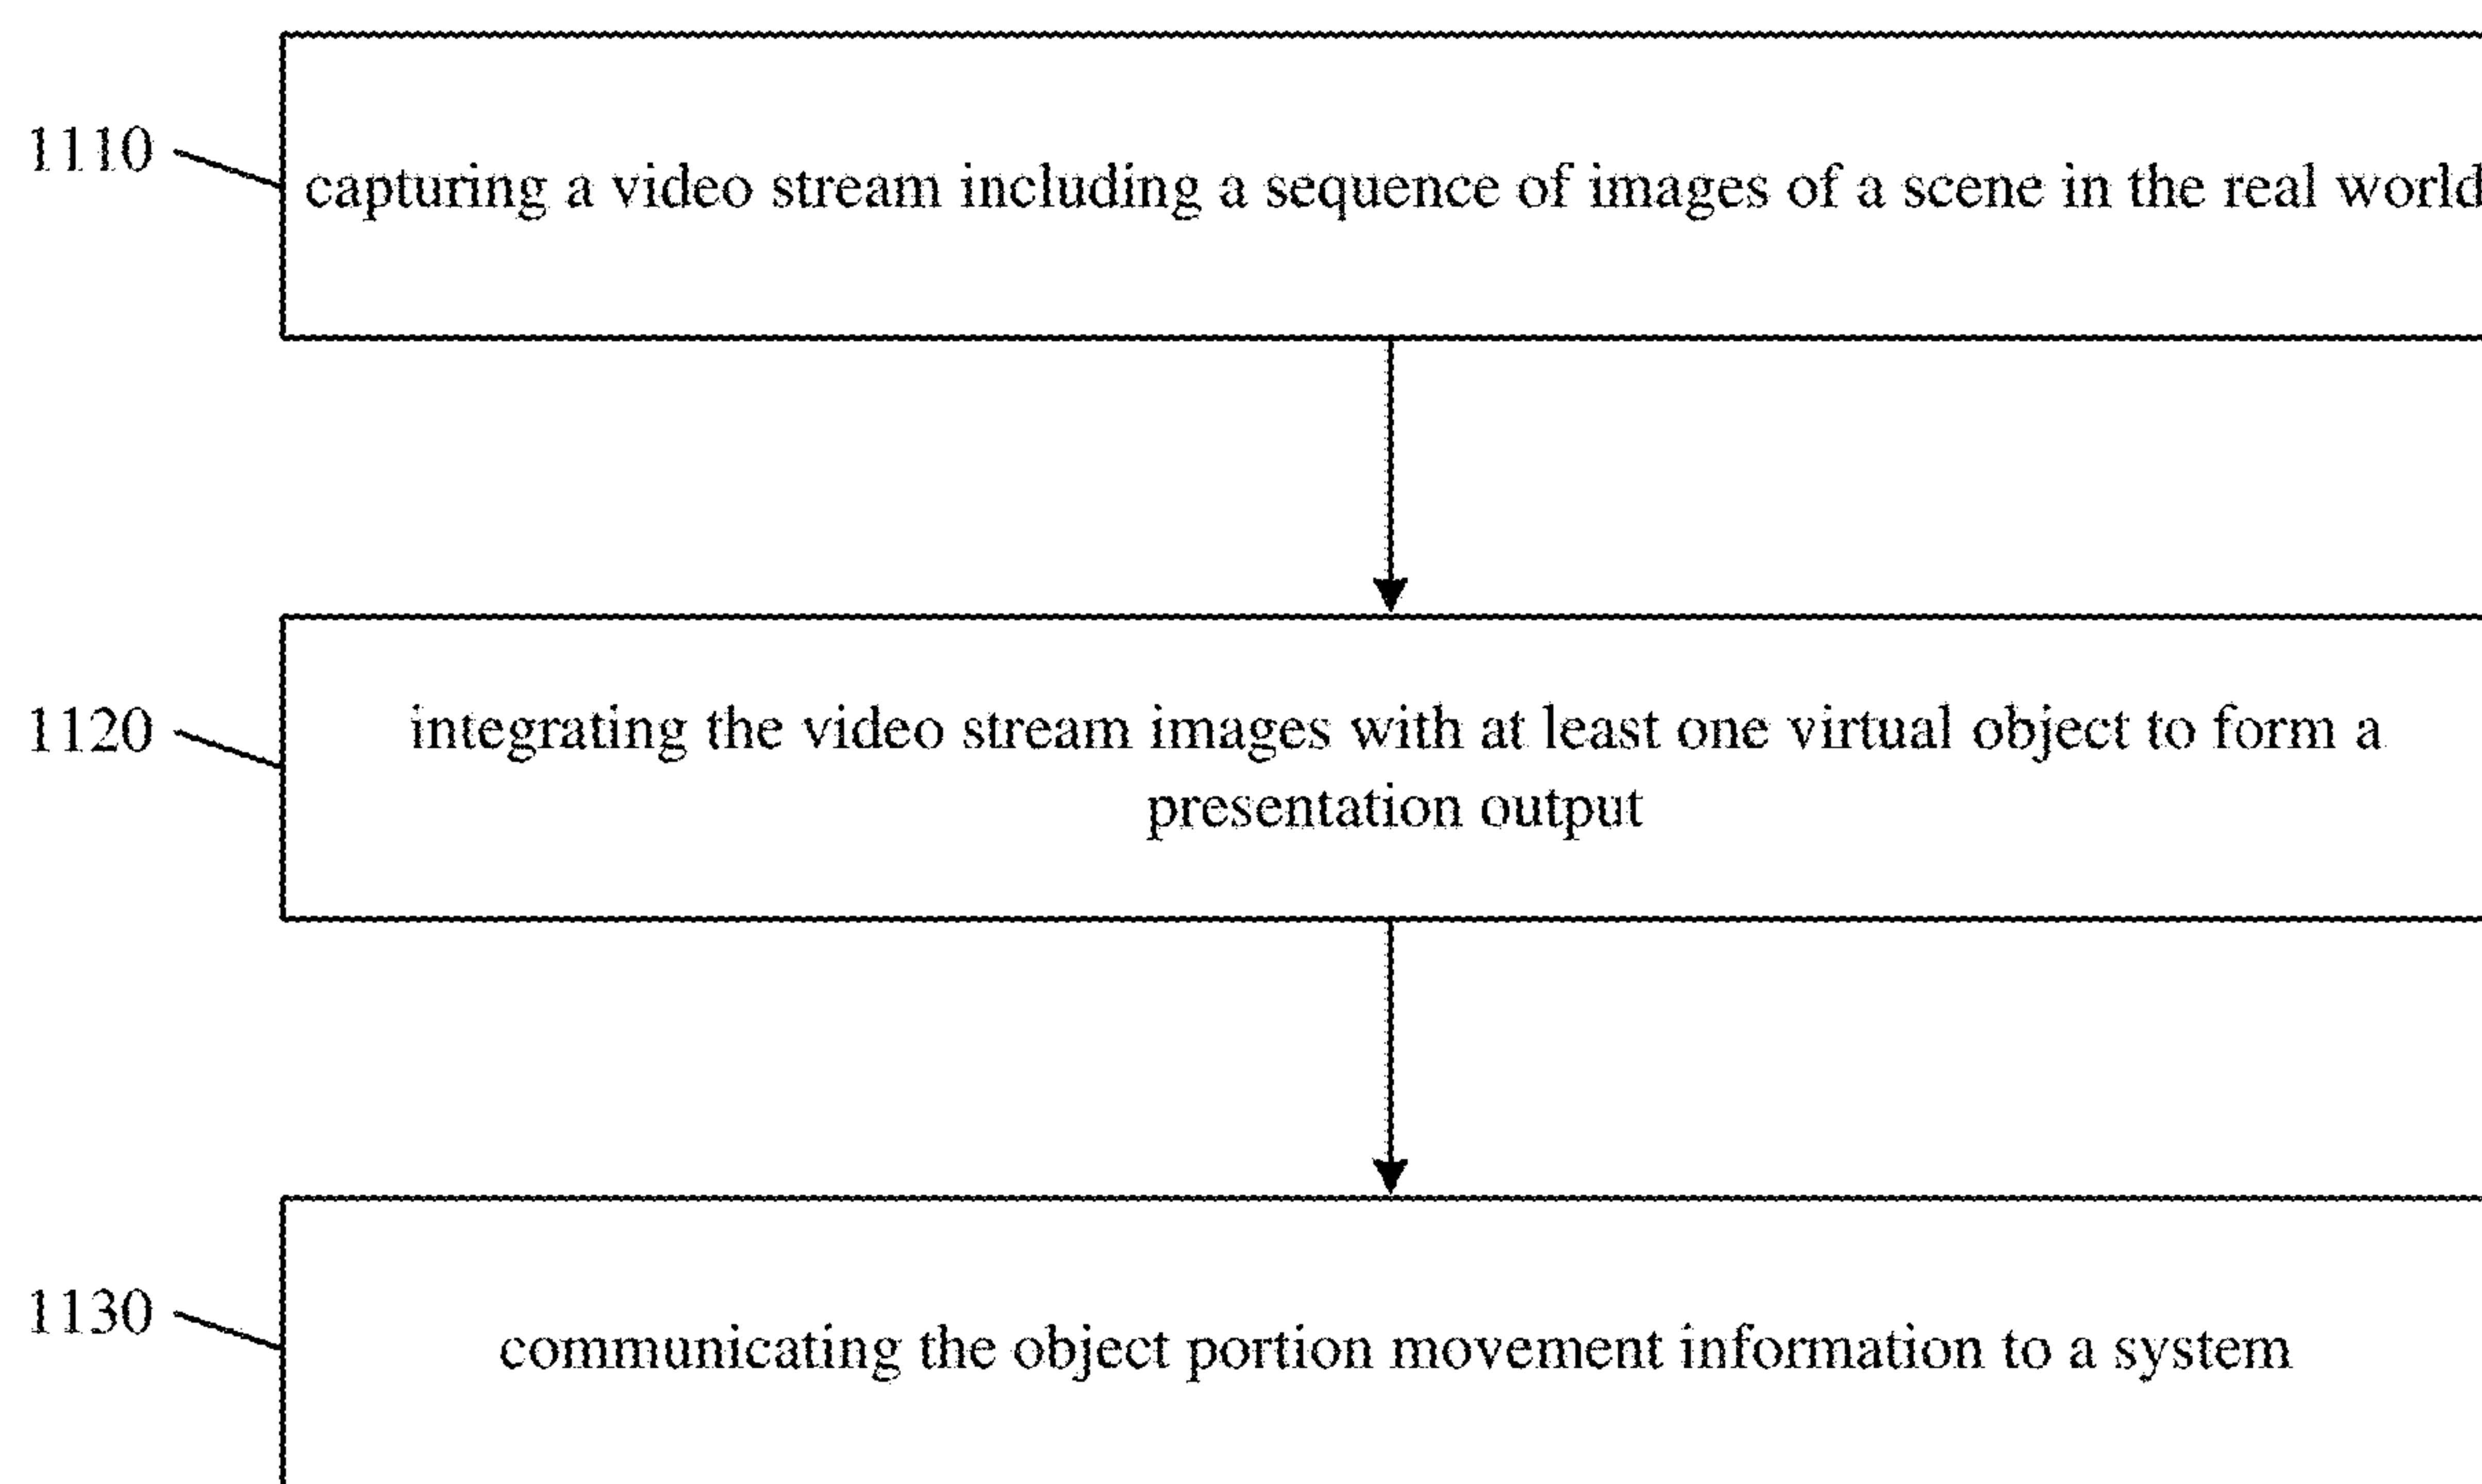 1110
capturing a video stream including a sequence of images of a scene in the real world
1120
integrating the video stream images with at least one virtual object to form a
presentation output
1130
communicating the object portion movement information to a system